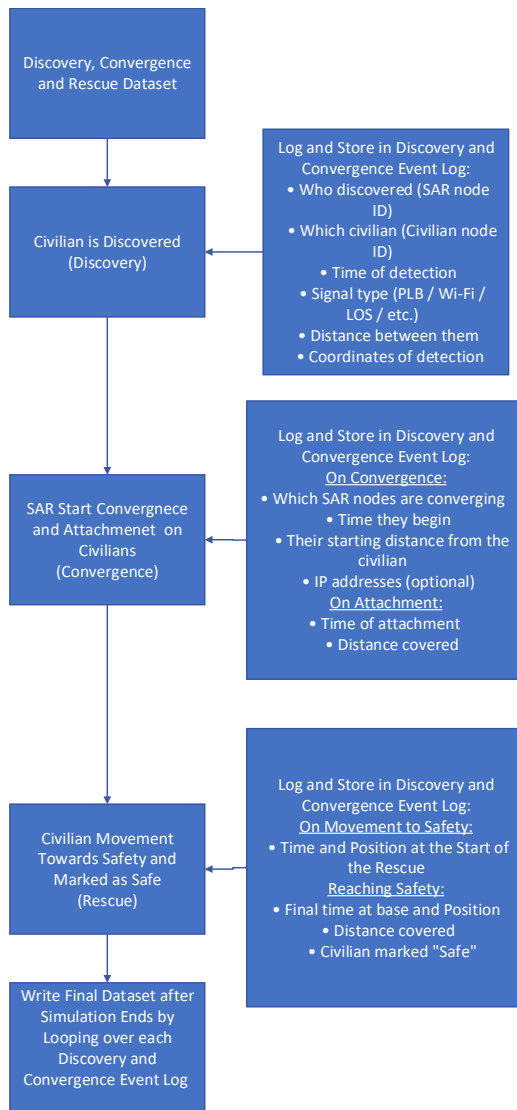 Discovery, Convergence
and Rescue Dataset
Civilian is Discovered
(Discovery)
Log and Store in Discovery and
Convergence Event Log:
• Who discovered (SAR node
ID)
• Which civilian (Civilian node
ID)
• Time of detection
• Signal type (PLB / Wi-Fi /
LOS / etc.)
• Distance between them
• Coordinates of detection
SAR Start Convergnece
and Attachmenet on
Civilians
(Convergence)
Log and Store in Discovery and
Convergence Event Log:
On Convergence:
• Which SAR nodes are converging
• Time they begin
• Their starting distance from the
civilian
• IP addresses (optional)
On Attachment:
• Time of attachment
• Distance covered
Civilian Movement
Towards Safety and
Marked as Safe
(Rescue)
Log and Store in Discovery and
Convergence Event Log:
On Movement to Safety:
• Time and Position at the Start of
the Rescue
Reaching Safety:
• Final time at base and Position
• Distance covered
• Civilian marked "Safe"
Write Final Dataset after
Simulation Ends by
Looping over each
Discovery and
Convergence Event Log